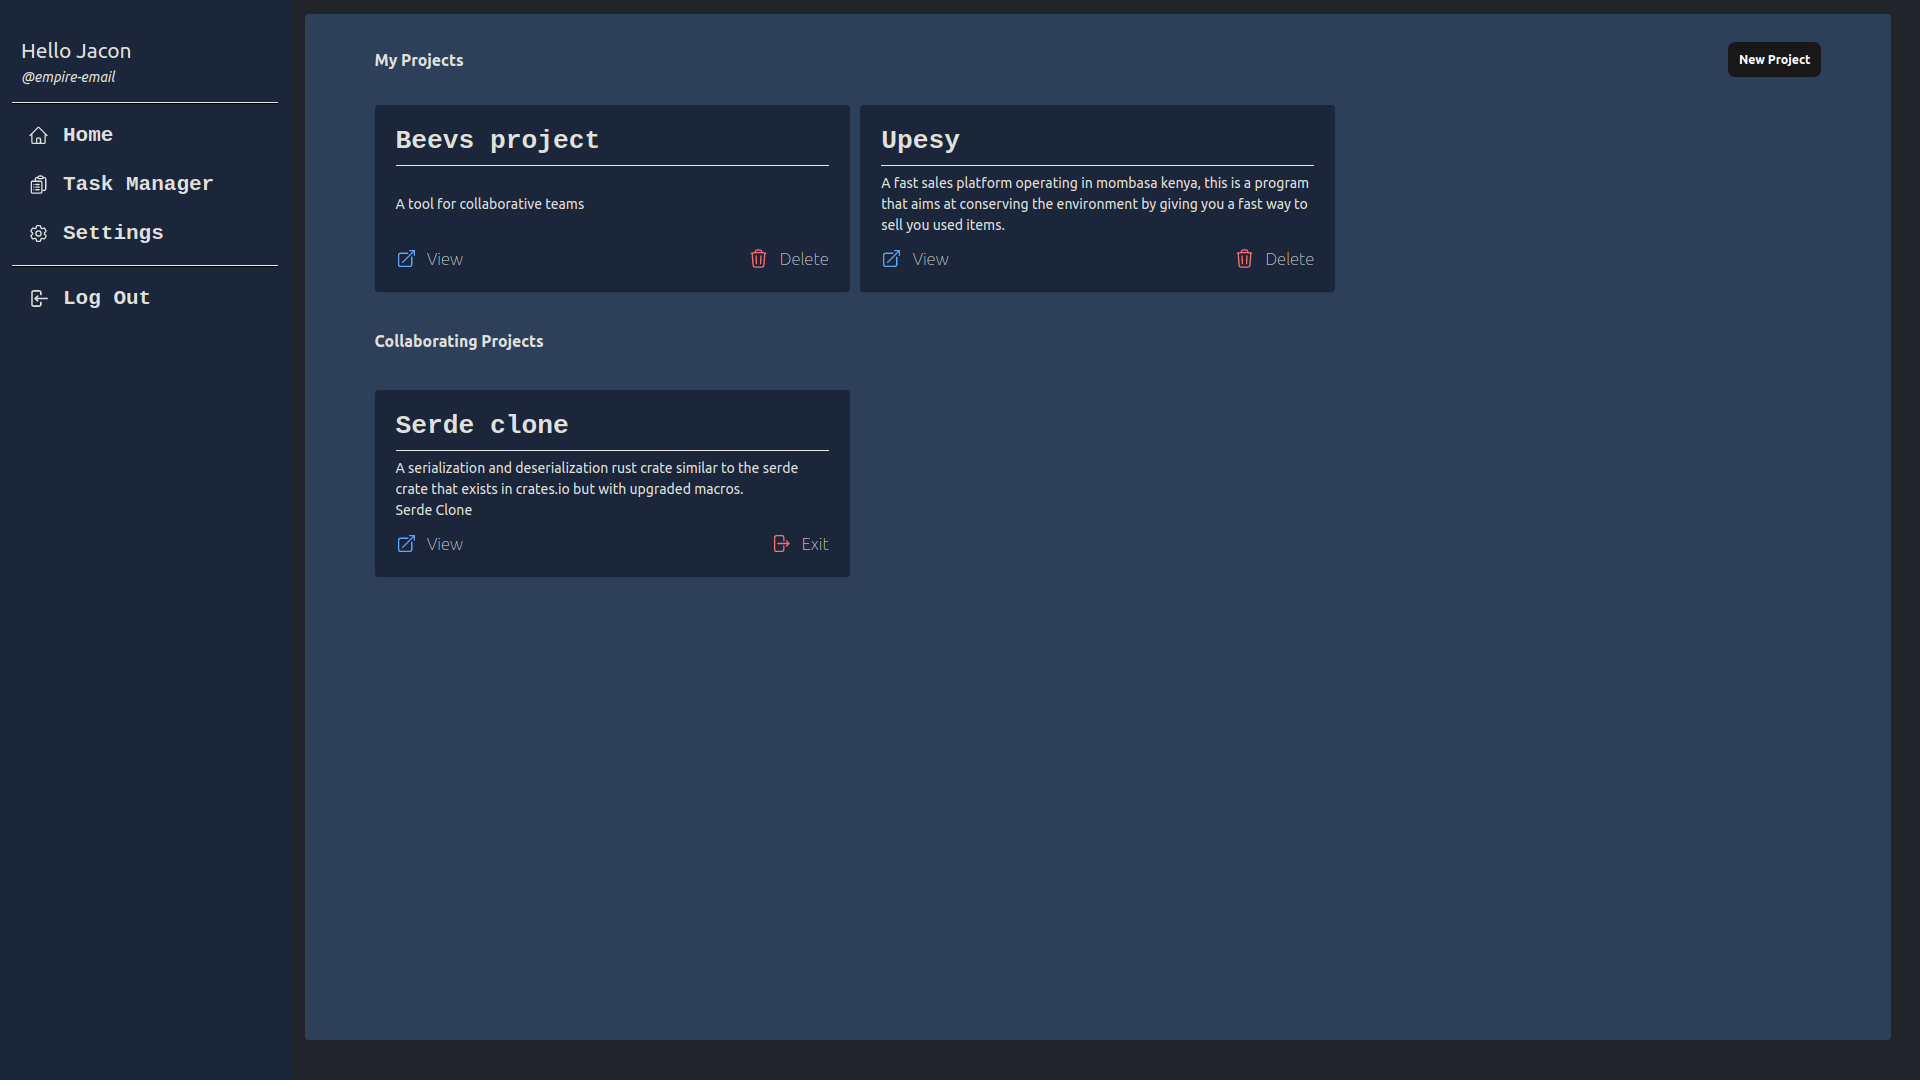 Hello Jacon
@empire-email
Home
Task Manager
Settings
Log Out
My Projects
New Project
Beevs project
A tool for collaborative teams
View
Delete
Upesy
A fast sales platform operating in mombasa kenya, this is a program
that aims at conserving the environment by giving you a fast way to
sell you used items.
View
Delete
Collaborating Projects
Serde clone
A serialization and deserialization rust crate similar to the serde
crate that exists in crates.io but with upgraded macros.
Serde Clone
View
Exit